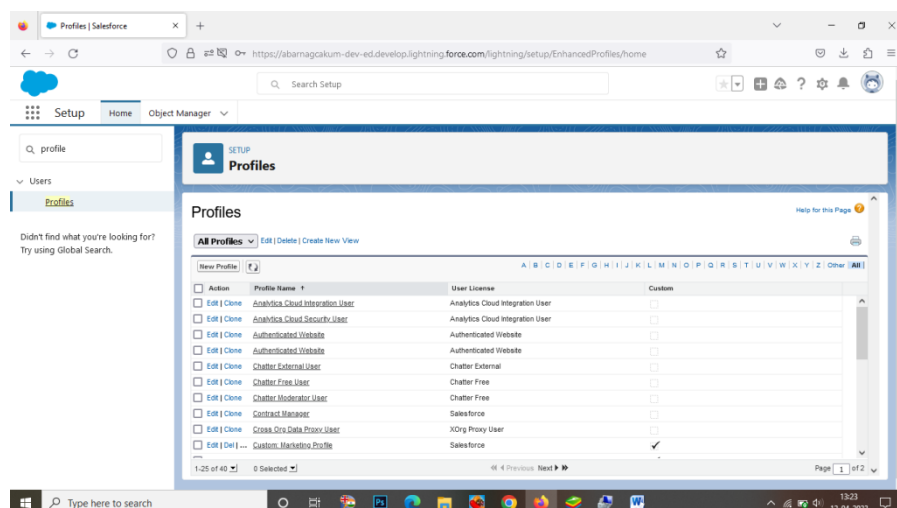 Profiles | Salesforce
https://abarnagcakum-dev-ed.develop.lightning.force.com/lightning/setup/EnhancedProfiles/home
Search Setup
Setup Home Object Manager
profile
Users
Profiles
Didn't find what you're looking for?
Try using Global Search.
SETUP
Profiles
Profiles
Help for this Page
All Profiles Edit | Delete | Create New View
New Profile A | B | C | D | E | F | G | H | I | J | K | L | M | N | O | P | Q | R | S | T | U | V | W | X | Y | Z | Other | All
Action Profile Name User License Custom
Edit | Clone Analytics Cloud Integration User Analytics Cloud Integration User
Edit | Clone Analytics Cloud Security User Analytics Cloud Integration User
Edit | Clone Authenticated Website Authenticated Website
Edit | Clone Authenticated Website Authenticated Website
Edit | Clone Chatter External User Chatter External
Edit | Clone Chatter Free User Chatter Free
Edit | Clone Chatter Moderator User Chatter Free
Edit | Clone Contract Manager Salesforce
Edit | Clone Cross Org Data Proxy User XOrg Proxy User
Edit | Del | ... Custom: Marketing Profile Salesforce
1-25 of 40 0 Selected Previous Next Page 1 of 2
Type here to search Ps W 13:23